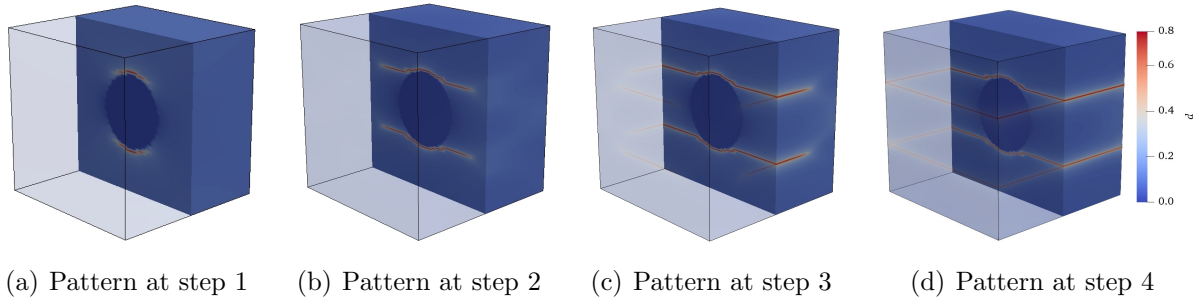 0.8
0.6
0.4
0.2
0.0
d
(a) Pattern at step 1
(b) Pattern at step 2
(c) Pattern at step 3
(d) Pattern at step 4